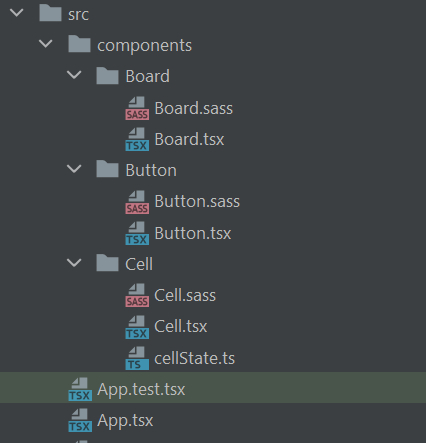 src
components
Board
SASS Board.sass
TSX Board.tsx
Button
SASS Button.sass
TSX Button.tsx
Cell
SASS Cell.sass
TSX Cell.tsx
TS cellState.ts
TSX App.test.tsx
TSX App.tsx